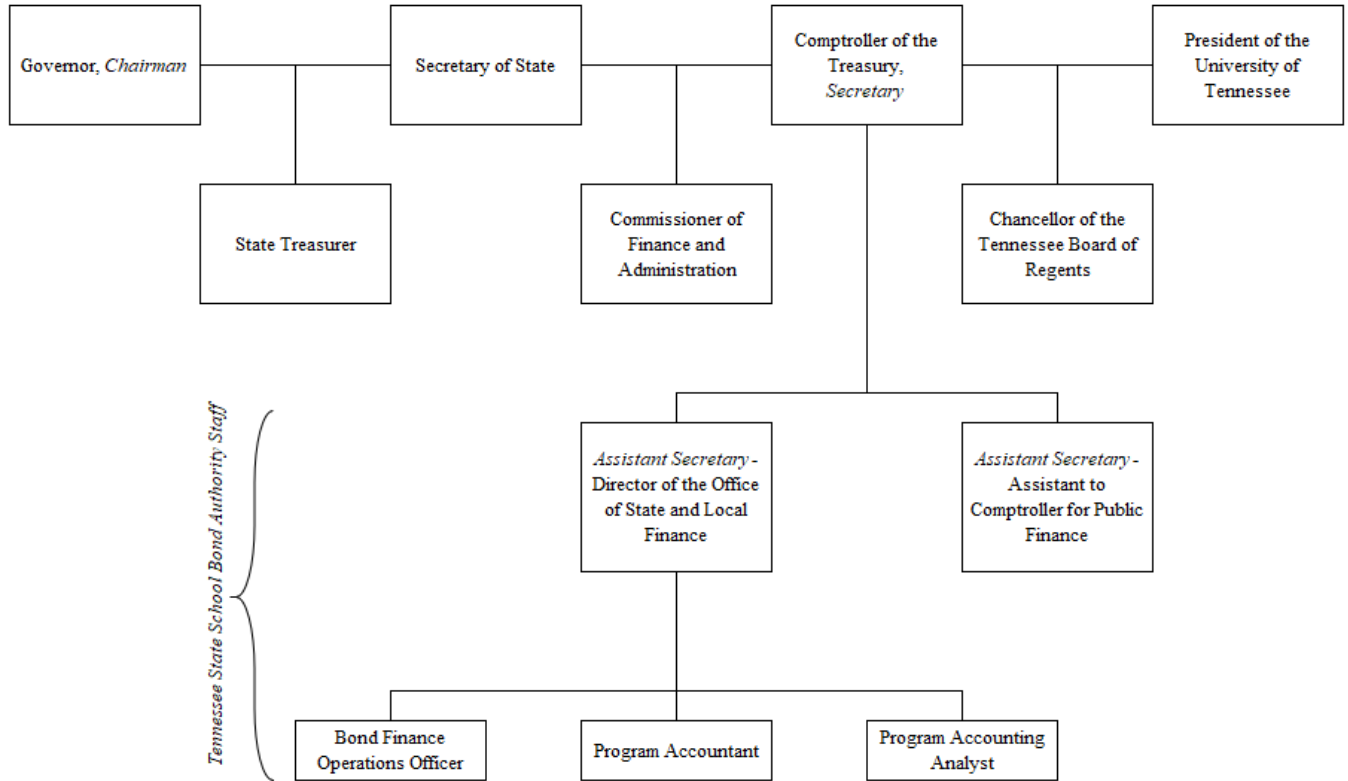 Governor, Chairman
Secretary of State
Comptroller of the
Treasury,
Secretary
President of the
University of
Tennessee
State Treasurer
Commissioner of
Finance and
Administration
Chancellor of the
Tennessee Board of
Regents
Tennessee State School Bond Authority Staff
Assistant Secretary -
Director of the Office
of State and Local
Finance
Assistant Secretary -
Assistant to
Comptroller for Public
Finance
Bond Finance
Operations Officer
Program Accountant
Program Accounting
Analyst